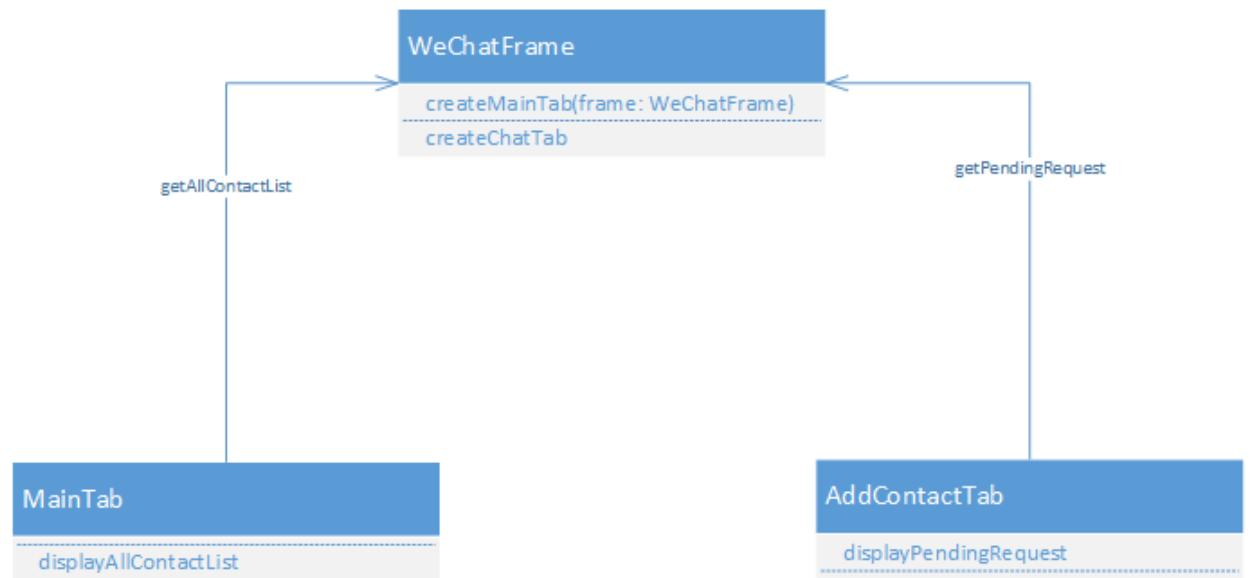 WeChatFrame
createMainTab(frame: WeChatFrame)
createChatTab
getAllContactList
getPendingRequest
MainTab
displayAllContactList
AddContactTab
displayPendingRequest